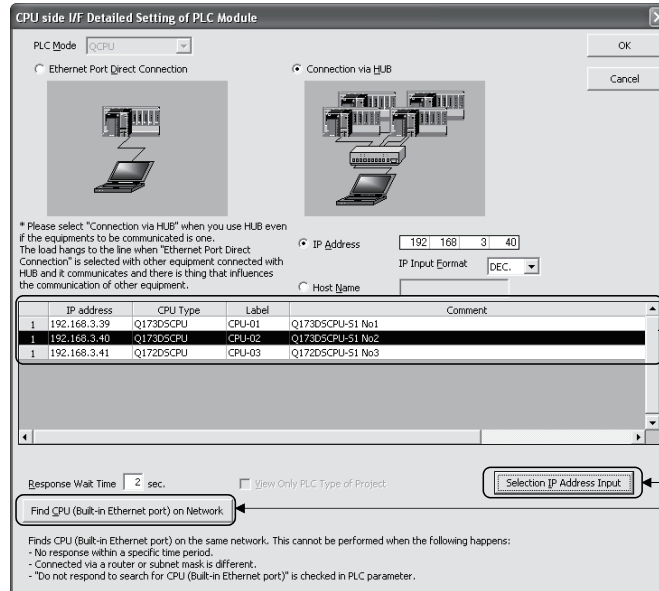 CPU side I/F Detailed Setting of PLC Module
PLC Mode QCPU
OK
Ethernet Port Direct Connection
Connection via HUB
Cancel
* Please select "Connection via HUB" when you use HUB even
if the equipments to be communicated is one.
The load hangs to the line when "Ethernet Port Direct
Connection" is selected with other equipment connected with
HUB and it communicates and there is thing that influences
the communication of other equipment.
IP Address 192 168 3 40
IP Input Format DEC.
Host Name
IP address CPU Type Label Comment
1 192.168.3.39 Q173DSCPU CPU-01 Q173DSCPU-S1 No1
1 192.168.3.40 Q173DSCPU CPU-02 Q173DSCPU-S1 No2
1 192.168.3.41 Q172DSCPU CPU-03 Q172DSCPU-S1 No3
Response Wait Time 2 sec.
View Only PLC Type of Project
Selection IP Address Input
Find CPU (Built-in Ethernet port) on Network
Finds CPU (Built-in Ethernet port) on the same network. This cannot be performed when the following happens:
- No response within a specific time period.
- Connected via a router or subnet mask is different.
- "Do not respond to search for CPU (Built-in Ethernet port)" is checked in PLC parameter.